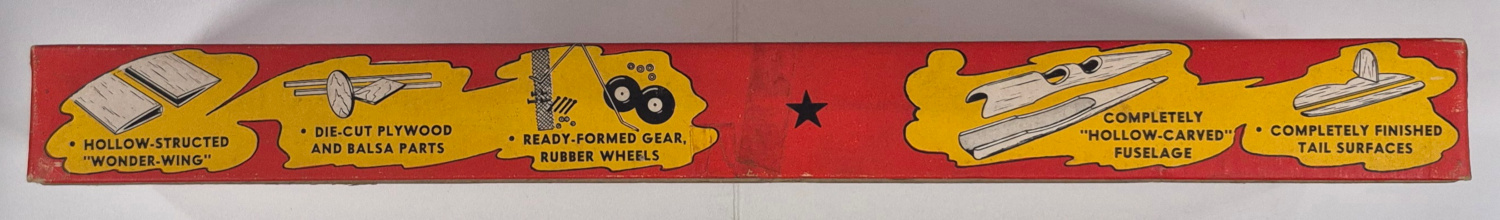 • HOLLOW-STRUCTED
"WONDER-WING"
• DIE-CUT PLYWOOD
AND BALSA PARTS
• READY-FORMED GEAR,
RUBBER WHEELS
COMPLETELY
"HOLLOW-CARVED"
FUSELAGE
• COMPLETELY FINISHED
TAIL SURFACES